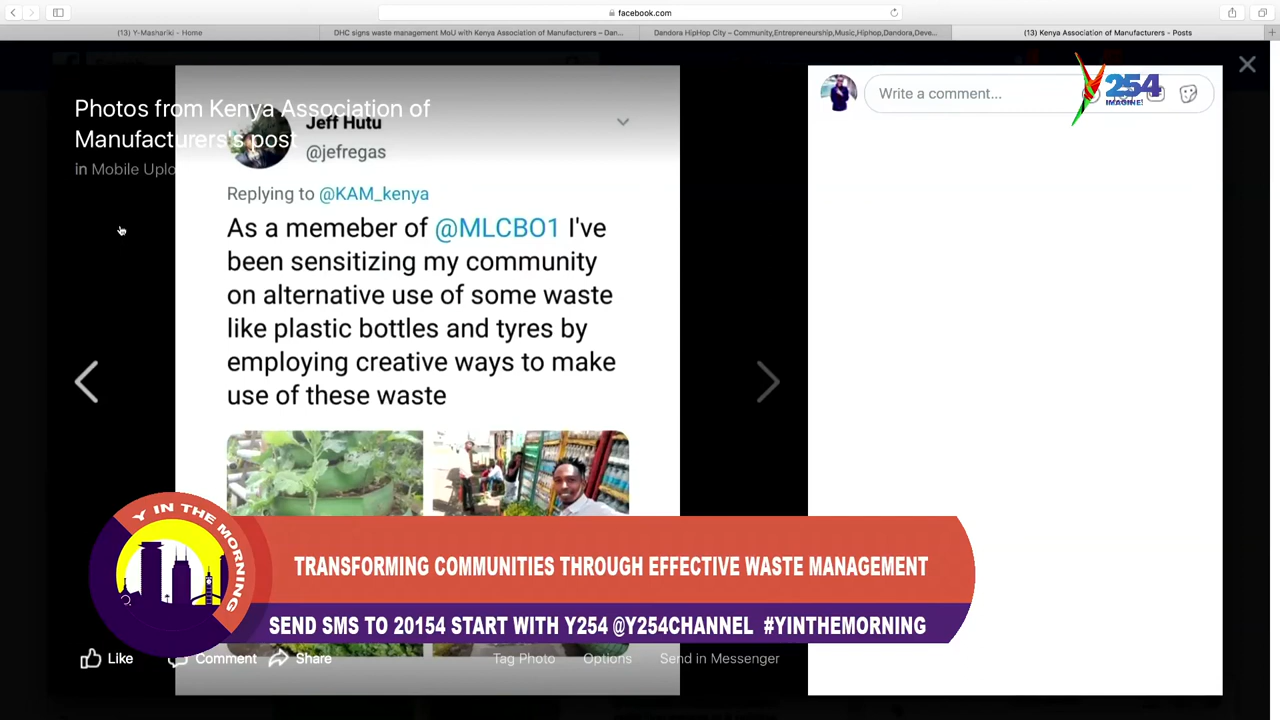 facebook.com
(13) Y-Mashariki - Home
DHC signs waste management MoU with Kenya Association of Manufacturers – Dan...
Dandora HipHop City – Community,Entrepreneurship,Music,Hiphop,Dandora,Deve...
(13) Kenya Association of Manufacturers - Posts
Photos from Kenya Association of
Manufacturers's post
in Mobile Uplo
Jeff Hutu
@jefregas
Replying to @KAM_kenya
As a memeber of @MLCBO1 I've
been sensitizing my community
on alternative use of some waste
like plastic bottles and tyres by
employing creative ways to make
use of these waste
Write a comment...
Y254
IMAGINE!
Y IN THE MORNING
TRANSFORMING COMMUNITIES THROUGH EFFECTIVE WASTE MANAGEMENT
SEND SMS TO 20154 START WITH Y254 @Y254CHANNEL #YINTHEMORNING
Like
Comment
Share
Tag Photo
Options
Send in Messenger